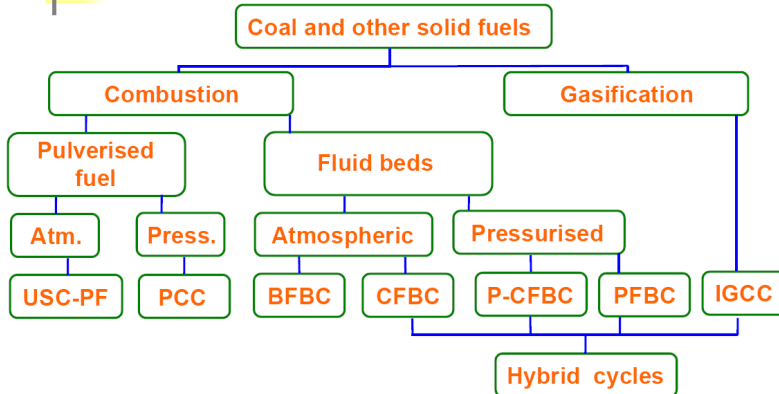 Coal and other solid fuels
Combustion
Gasification
Pulverised
fuel
Fluid beds
Atm.
Press.
Atmospheric
Pressurised
USC-PF
PCC
BFBC
CFBC
P-CFBC
PFBC
IGCC
Hybrid cycles